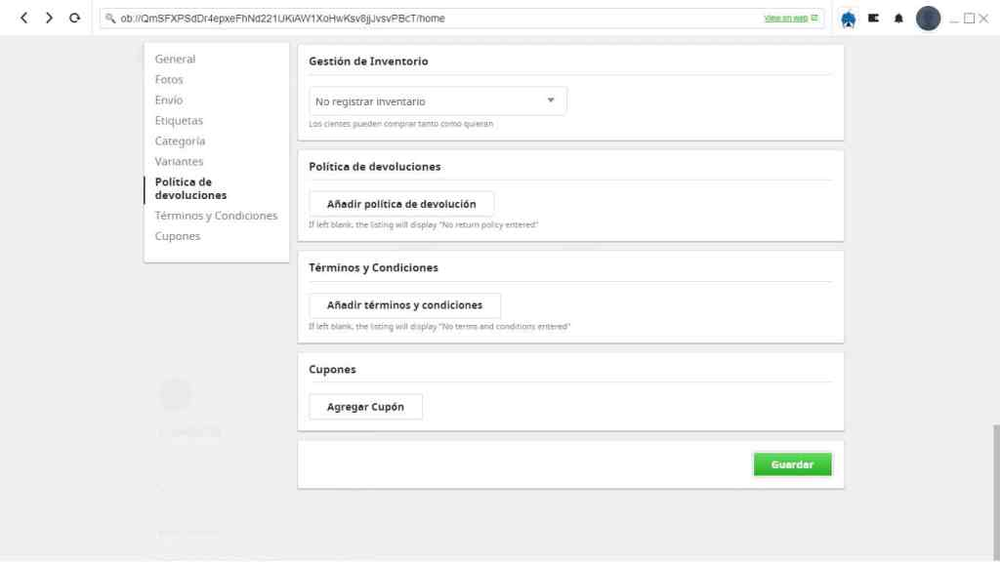 ob://QmSFXPSdDr4epxeFhNd221UKiAW1XoHwKsv8jjJvsvPBcT/home
View on web
General
Fotos
Envío
Etiquetas
Categoría
Variantes
Política de
devoluciones
Términos y Condiciones
Cupones
Gestión de Inventorio
No registrar inventario
Los cientes pueden comprar tanto como quieran
Política de devoluciones
Añadir política de devolución
If left blank, the listing will display "No return policy entered"
Términos y Condiciones
Añadir términos y condiciones
If left blank, the listing will display "No terms and conditions entered"
Cupones
Agregar Cupón
Guardar